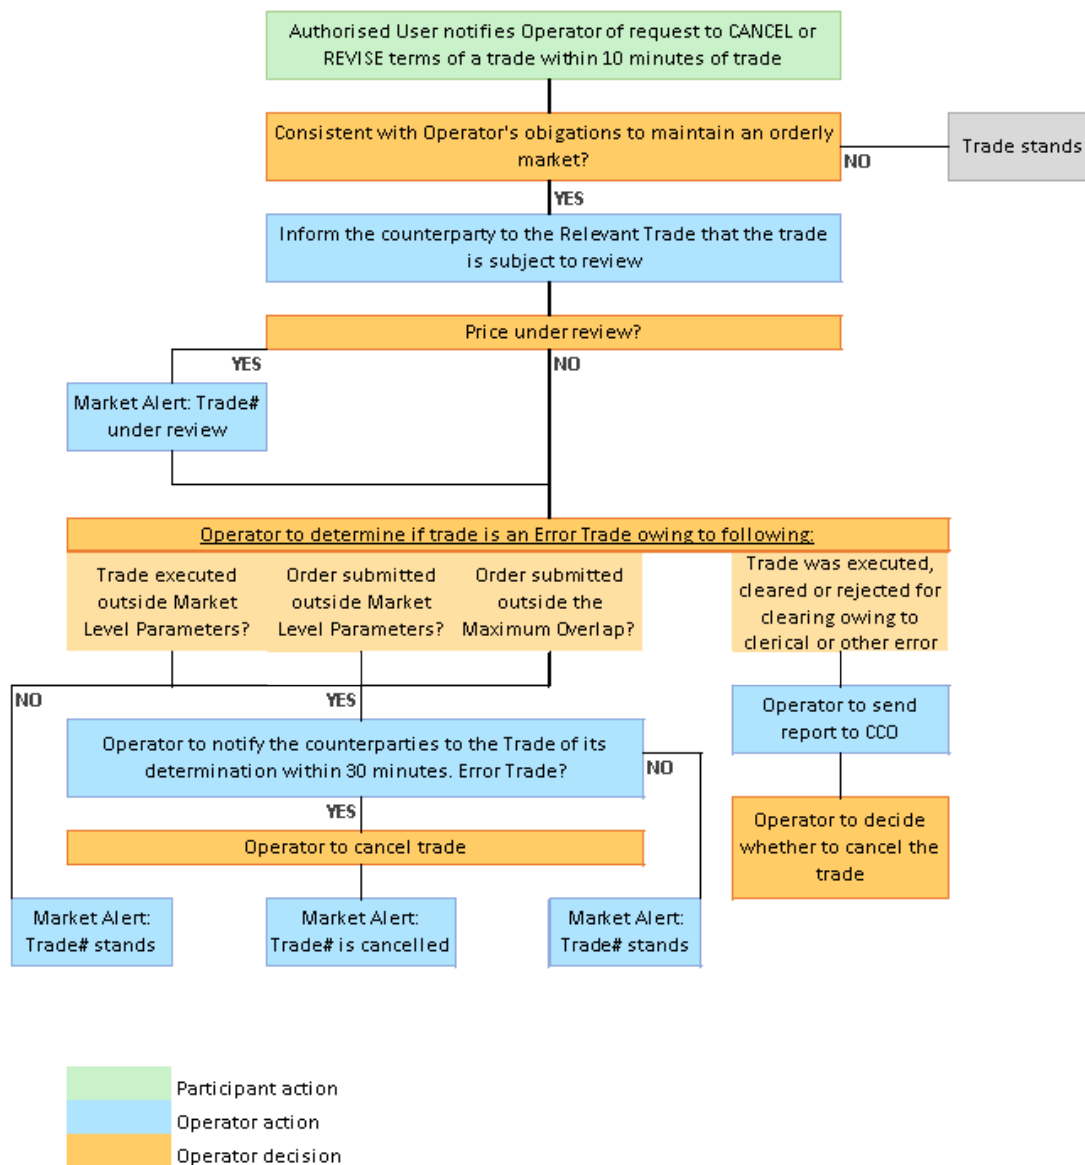 Authorised User notifies Operator of request to CANCEL or
REVISE terms of a trade within 10 minutes of trade
Consistent with Operator's obigations to maintain an orderly
market?
NO
Trade stands
YES
Inform the counterparty to the Relevant Trade that the trade
is subject to review
Price under review?
YES
NO
Market Alert: Trade#
under review
Operator to determine if trade is an Error Trade owing to following:
Trade executed
outside Market
Level Parameters?
Order submitted
outside Market
Level Parameters?
Order submitted
outside the
Maximum Overlap?
Trade was executed,
cleared or rejected for
clearing owing to
clerical or other error
NO
YES
Operator to notify the counterparties to the Trade of its
determination within 30 minutes. Error Trade?
NO
Operator to send
report to CCO
YES
Operator to cancel trade
Operator to decide
whether to cancel the
trade
Market Alert:
Trade# stands
Market Alert:
Trade# is cancelled
Market Alert:
Trade# stands
Participant action
Operator action
Operator decision